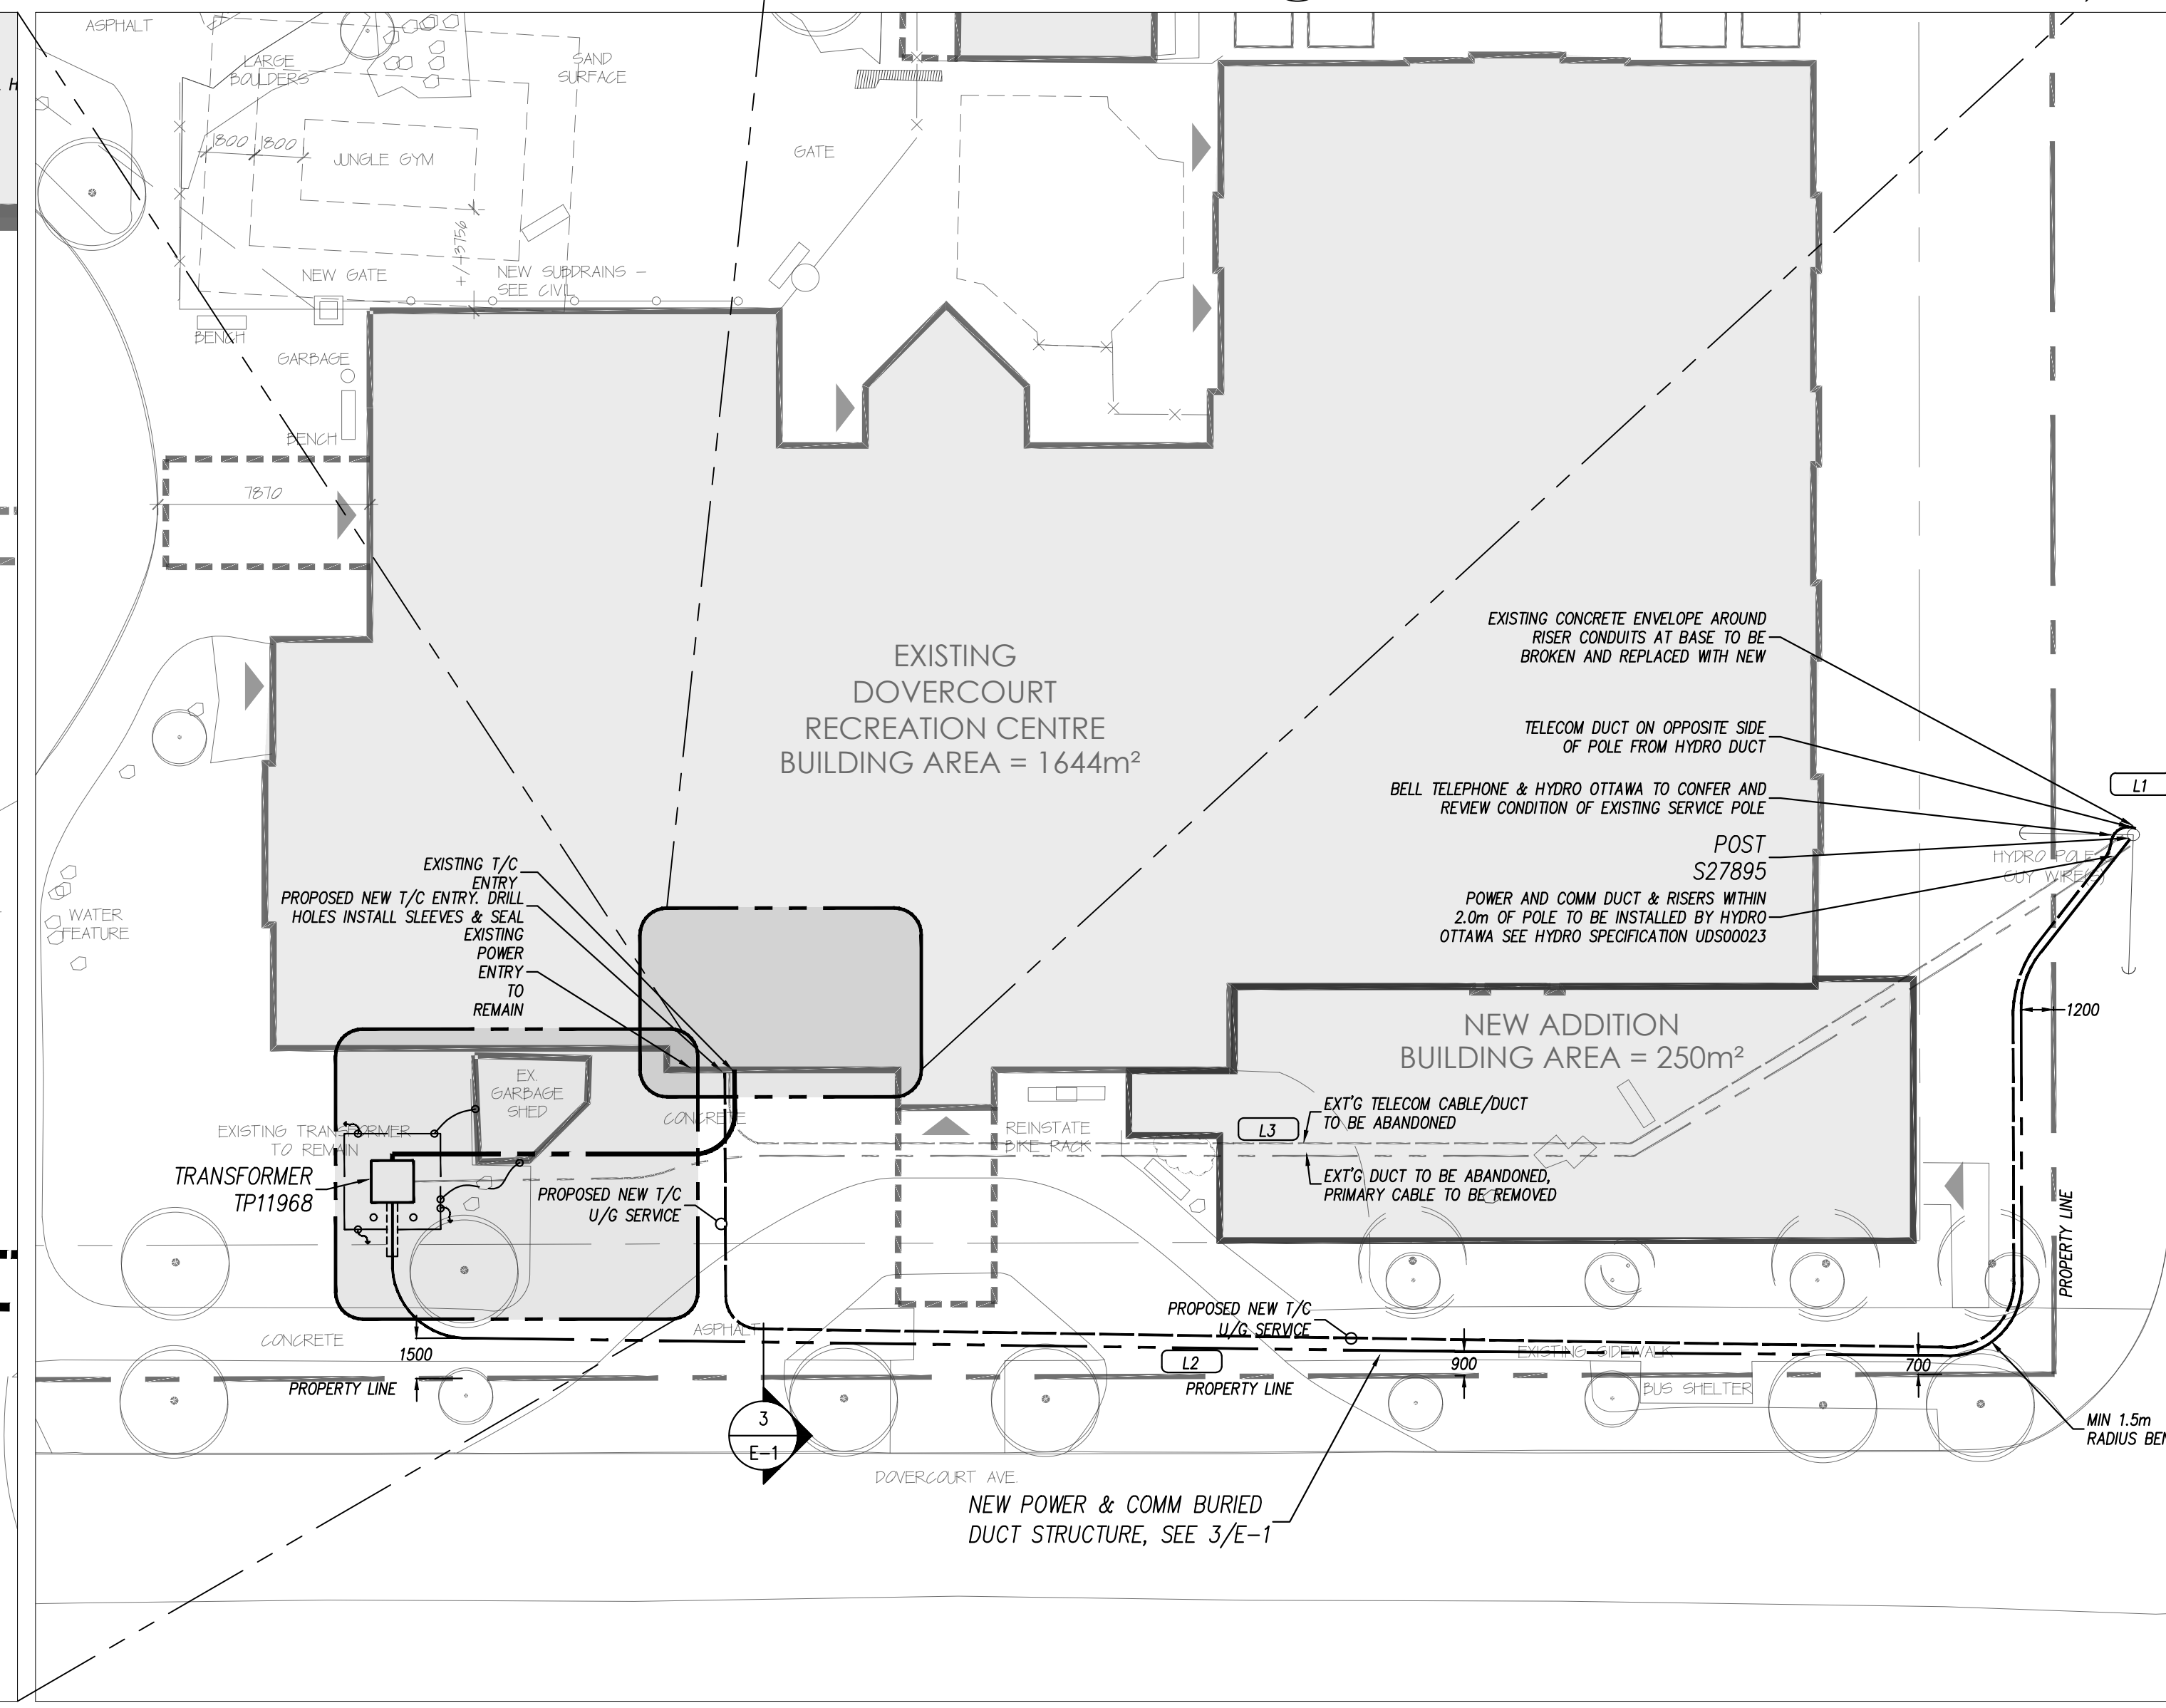 ASPHALT
LARGE
BOULDERS
SAND
SURFACE
H
1800
1800
JUNGLE GYM
GATE
+/-3756
NEW GATE
NEW SUBDRAINS -
SEE CIVIL
BENCH
GARBAGE
BENCH
7870
EXISTING
DOVERCOURT
RECREATION CENTRE
BUILDING AREA = 1644m²
EXISTING CONCRETE ENVELOPE AROUND
RISER CONDUITS AT BASE TO BE
BROKEN AND REPLACED WITH NEW
TELECOM DUCT ON OPPOSITE SIDE
OF POLE FROM HYDRO DUCT
L1
BELL TELEPHONE & HYDRO OTTAWA TO CONFER AND
REVIEW CONDITION OF EXISTING SERVICE POLE
POST
S27895
HYDRO POLE
GUY WIRE(S)
POWER AND COMM DUCT & RISERS WITHIN
2.0m OF POLE TO BE INSTALLED BY HYDRO
OTTAWA SEE HYDRO SPECIFICATION UDS00023
EXISTING T/C
ENTRY
PROPOSED NEW T/C ENTRY. DRILL
HOLES INSTALL SLEEVES & SEAL
EXISTING
POWER
ENTRY
TO
REMAIN
WATER
FEATURE
1200
NEW ADDITION
BUILDING AREA = 250m²
EX.
GARBAGE
SHED
CONCRETE
EXISTING TRANSFORMER
TO REMAIN
TRANSFORMER
TP11968
REINSTATE
BIKE RACK
L3
EXT'G TELECOM CABLE/DUCT
TO BE ABANDONED
EXT'G DUCT TO BE ABANDONED,
PRIMARY CABLE TO BE REMOVED
PROPOSED NEW T/C
U/G SERVICE
PROPERTY LINE
PROPOSED NEW T/C
U/G SERVICE
CONCRETE
ASPHALT
1500
L2
900
EXISTING SIDEWALK
700
PROPERTY LINE
PROPERTY LINE
BUS SHELTER
3
E-1
MIN 1.5m
RADIUS BEN
DOVERCOURT AVE.
NEW POWER & COMM BURIED
DUCT STRUCTURE, SEE 3/E-1